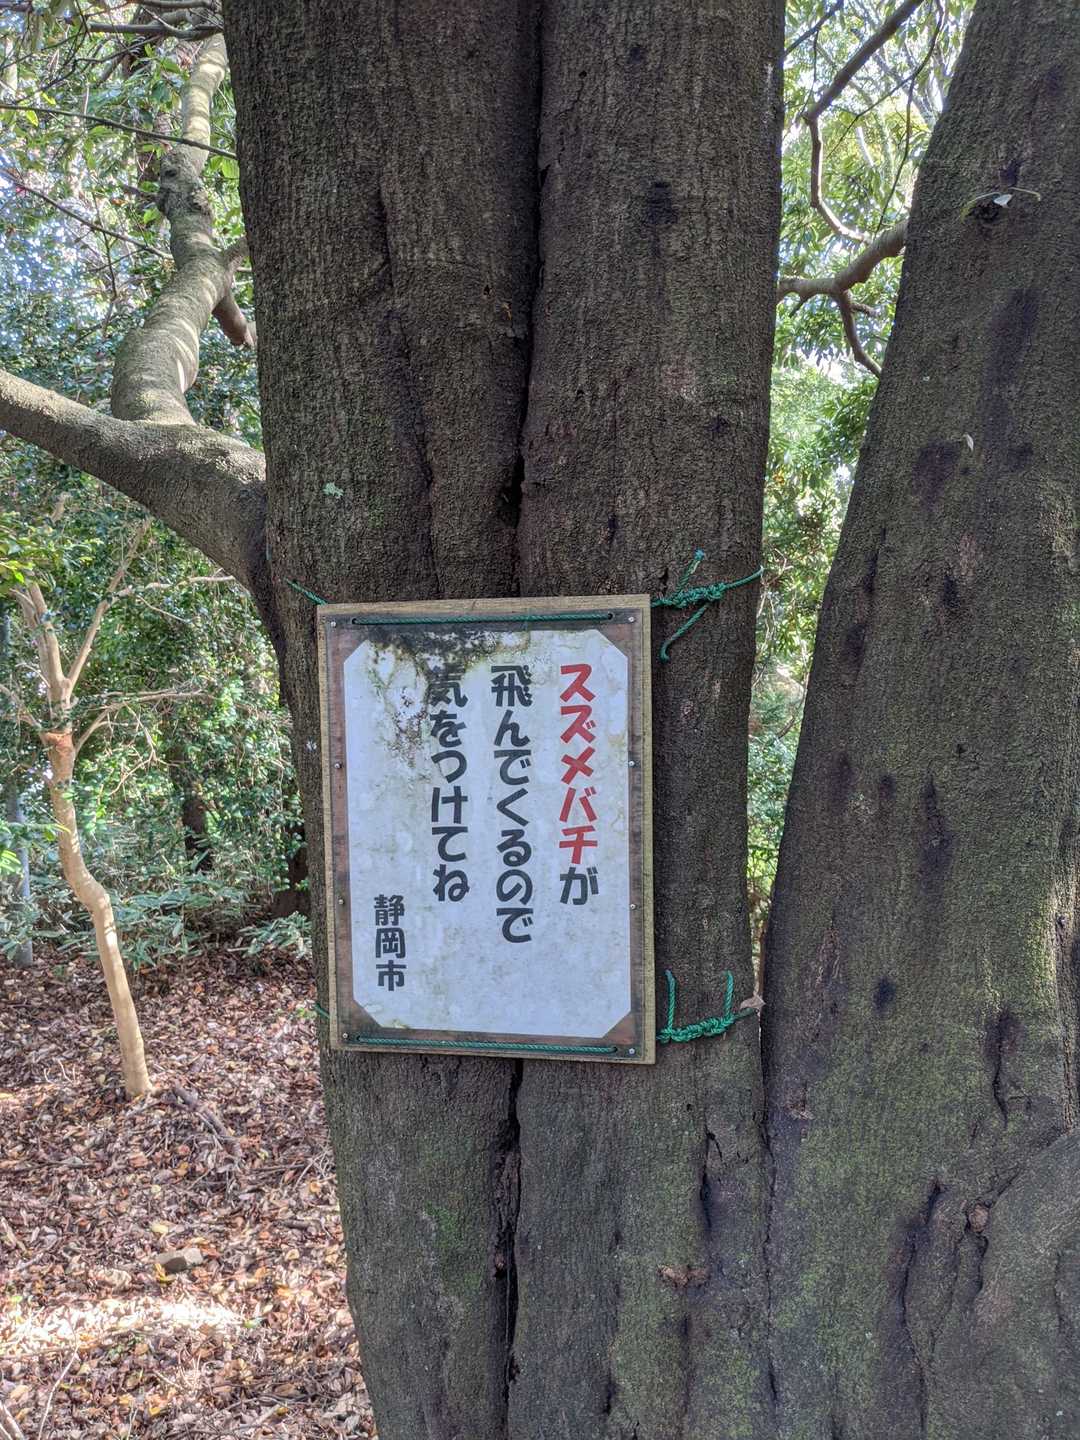 スズメバチが
飛んでくるので
気をつけてね
静岡市